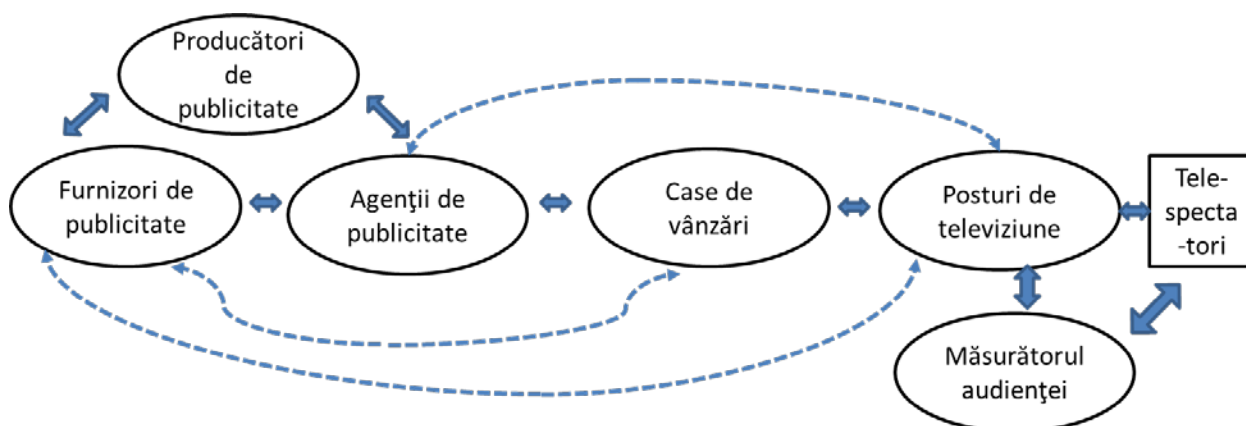 Producători
de
publicitate
Furnizori de
publicitate
Agenţii de
publicitate
Case de
vânzări
Posturi de
televiziune
Tele-
specta
-tori
Măsurătorul
audienţei